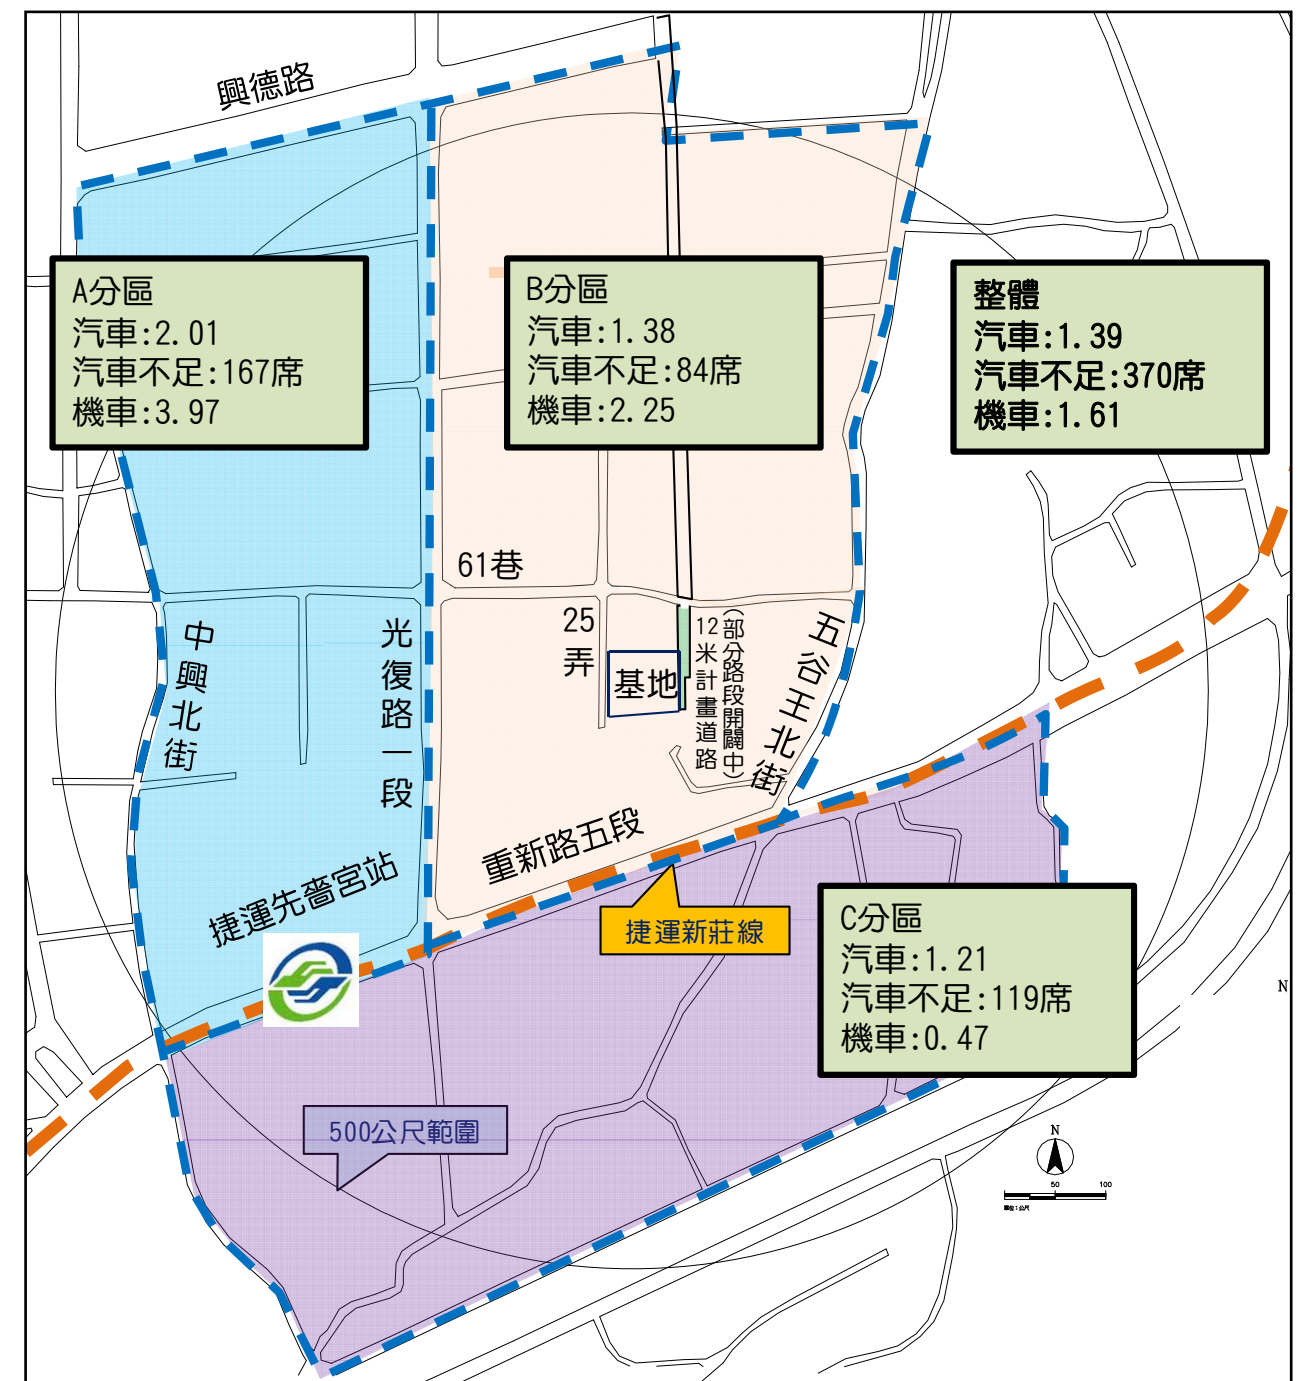 興德路
A分區
汽車:2.01
汽車不足:167席
機車:3.97
B分區
汽車:1.38
汽車不足:84席
機車:2.25
整體
汽車:1.39
汽車不足:370席
機車:1.61
61巷
25弄
基地
12米計畫道路
(部分路段開闢中)
五谷王北街
中興北街
光復路一段
重新路五段
捷運先嗇宮站
捷運新莊線
C分區
汽車:1.21
汽車不足:119席
機車:0.47
500公尺範圍
N
N
50
100
單位:公尺